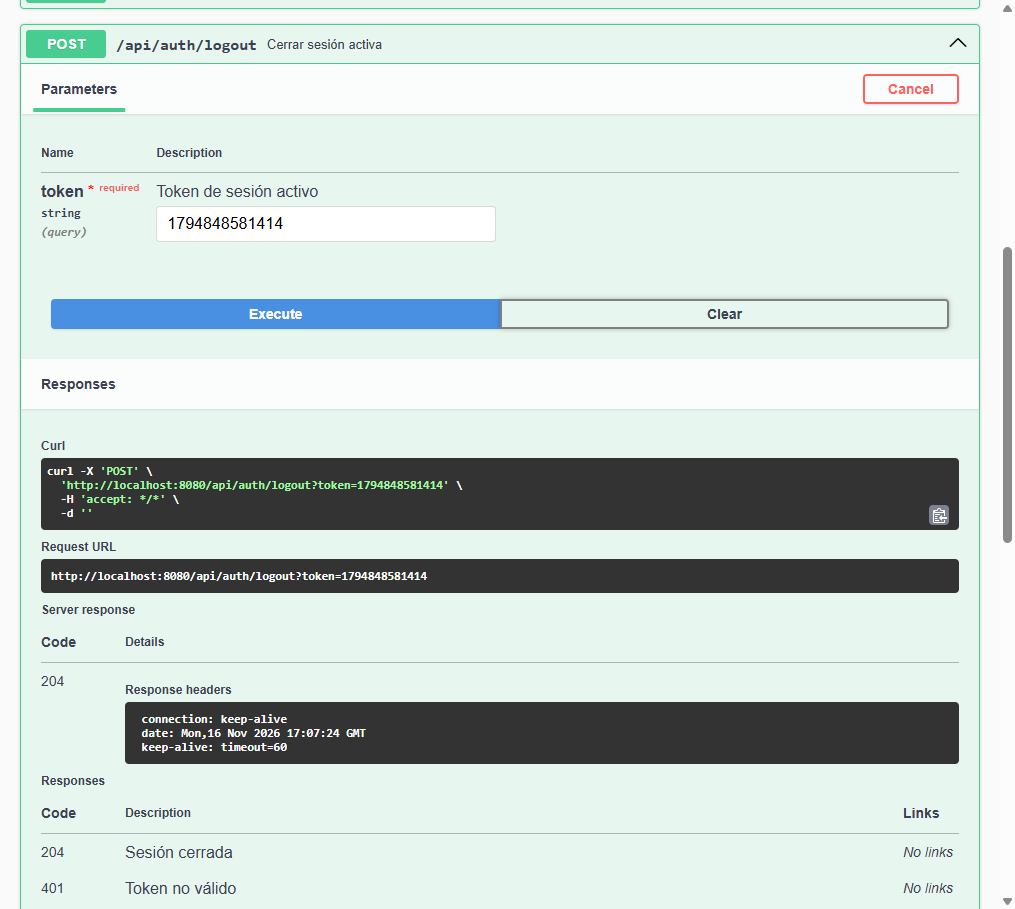 POST /api/auth/logout Cerrar sesión activa
Parameters
Cancel
Name Description
token * required Token de sesión activo
string
(query)
1794848581414
Execute Clear
Responses
Curl
curl -X 'POST' \
'http://localhost:8080/api/auth/logout?token=1794848581414' \
-H 'accept: */*' \
-d ''
Request URL
http://localhost:8080/api/auth/logout?token=1794848581414
Server response
Code Details
204
Response headers
connection: keep-alive
date: Mon,16 Nov 2026 17:07:24 GMT
keep-alive: timeout=60
Responses
Code Description Links
204 Sesión cerrada No links
401 Token no válido No links